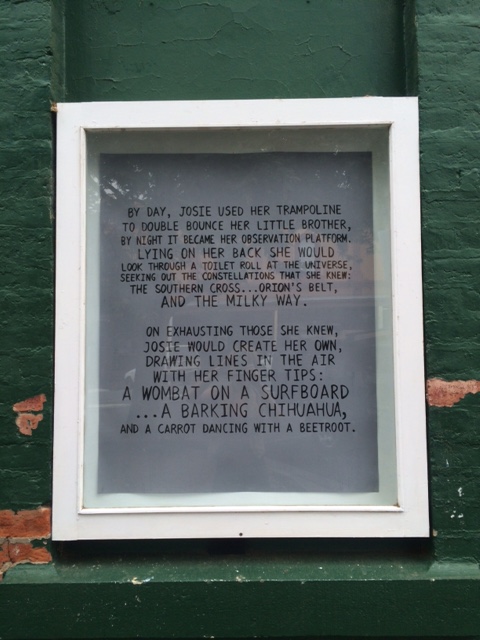 BY DAY, JOSIE USED HER TRAMPOLINE
TO DOUBLE BOUNCE HER LITTLE BROTHER,
BY NIGHT IT BECAME HER OBSERVATION PLATFORM.
LYING ON HER BACK SHE WOULD
LOOK THROUGH A TOILET ROLL AT THE UNIVERSE,
SEEKING OUT THE CONSTELLATIONS THAT SHE KNEW:
THE SOUTHERN CROSS...ORION'S BELT,
AND THE MILKY WAY.
ON EXHAUSTING THOSE SHE KNEW,
JOSIE WOULD CREATE HER OWN,
DRAWING LINES IN THE AIR
WITH HER FINGER TIPS:
A WOMBAT ON A SURFBOARD
...A BARKING CHIHUAHUA,
AND A CARROT DANCING WITH A BEETROOT.